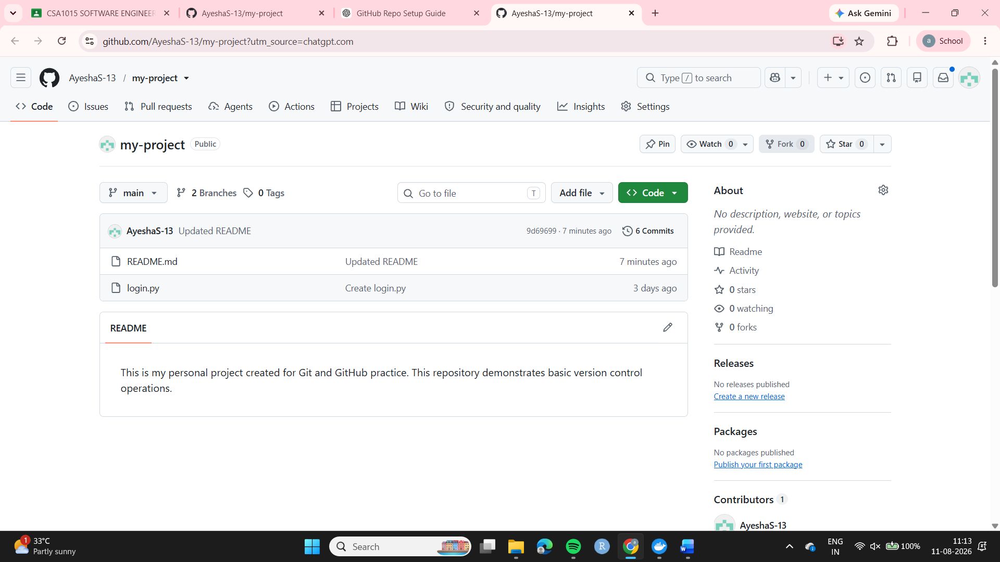 CSA1015 SOFTWARE ENGINEER
AyeshaS-13/my-project
GitHub Repo Setup Guide
AyeshaS-13/my-project
Ask Gemini
github.com/AyeshaS-13/my-project?utm_source=chatgpt.com
a School
AyeshaS-13 / my-project
Type / to search
Code
Issues
Pull requests
Agents
Actions
Projects
Wiki
Security and quality
Insights
Settings
my-project Public
Pin
Watch 0
Fork 0
Star 0
main
2 Branches
0 Tags
Go to file T
Add file
Code
AyeshaS-13 Updated README
9d69699 · 7 minutes ago
6 Commits
README.md Updated README 7 minutes ago
login.py Create login.py 3 days ago
README
This is my personal project created for Git and GitHub practice. This repository demonstrates basic version control
operations.
About
No description, website, or topics
provided.
Readme
Activity
0 stars
0 watching
0 forks
Releases
No releases published
Create a new release
Packages
No packages published
Publish your first package
Contributors 1
AyeshaS-13
1
33°C
Partly sunny
Search
R
a
W
ENG
IN
100%
11:13
11-08-2026